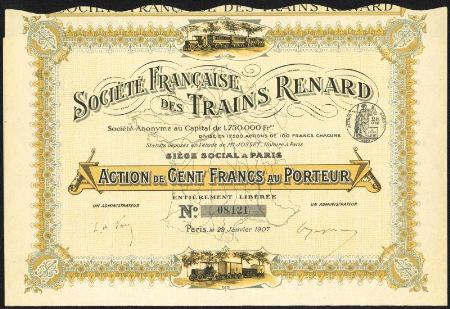 SOCIÉTÉ FRANÇAISE DES TRAINS RENARD
SOCIÉTÉ FRANÇAISE
DES TRAINS RENARD
Société Anonyme au Capital de 1.750.000 Frs
DIVISÉ EN 17.500 ACTIONS DE 100 FRANCS CHACUNE
Statuts déposés en l'étude de Me JOSSET, Notaire à Paris
SIÈGE SOCIAL A PARIS
ACTION DE CENT FRANCS AU PORTEUR
ENTIÈREMENT LIBÉRÉE
UN ADMINISTRATEUR
UN ADMINISTRATEUR
No 08121
Paris, le 29 Janvier 1907